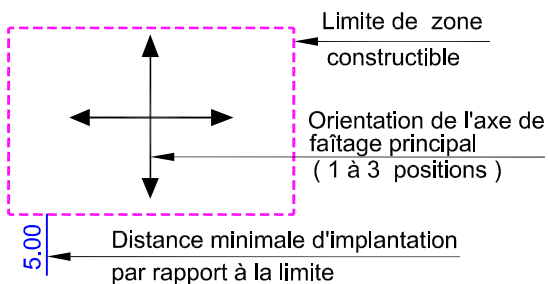 Limite de zone
constructible
Orientation de l'axe de
faîtage principal
( 1 à 3 positions )
5.00
Distance minimale d'implantation
par rapport à la limite